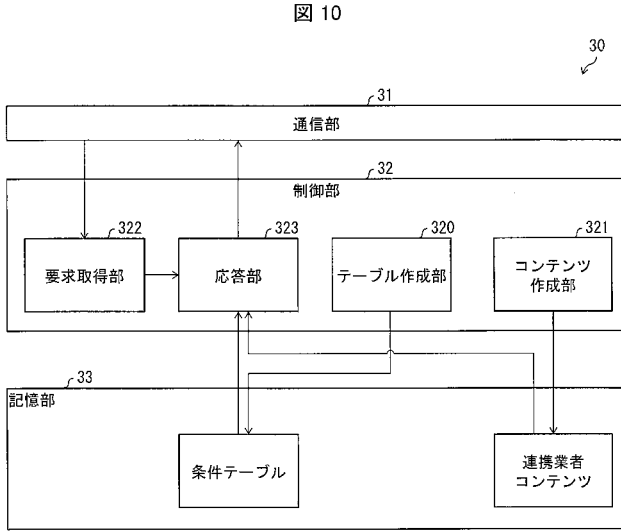 図 10
30
31
通信部
32
制御部
322
323
320
321
要求取得部
応答部
テーブル作成部
コンテンツ
作成部
33
記憶部
条件テーブル
連携業者
コンテンツ